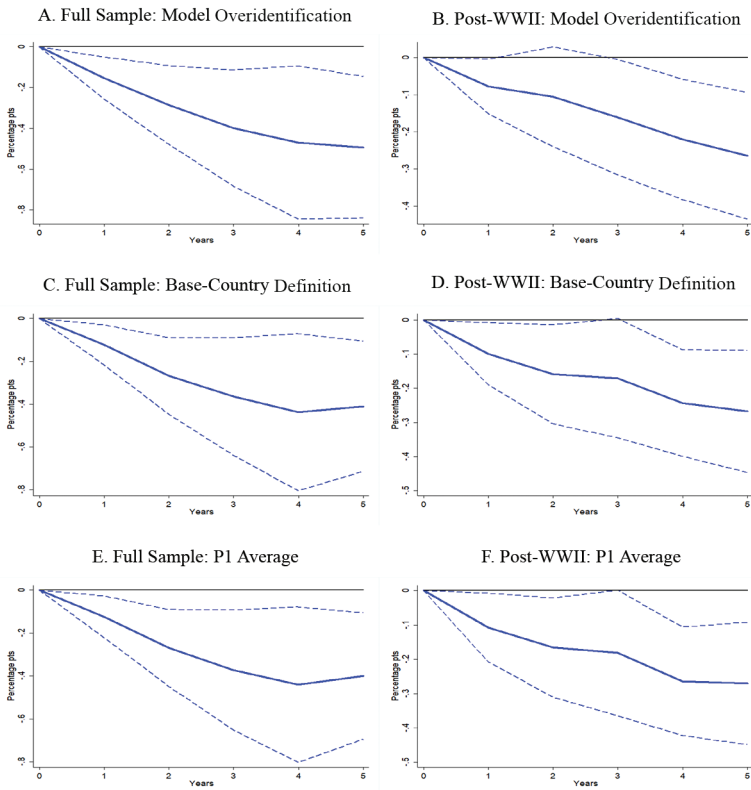 A. Full Sample: Model Overidentification
B. Post-WWII: Model Overidentification
0
-.2
-.4
-.6
-.8
Percentage pts
0 1 2 3 4 5
Years
0
-.1
-.2
-.3
-.4
Percentage pts
0 1 2 3 4 5
Years
C. Full Sample: Base-Country Definition
D. Post-WWII: Base-Country Definition
0
-.2
-.4
-.6
-.8
Percentage pts
0 1 2 3 4 5
Years
0
-.1
-.2
-.3
-.4
-.5
Percentage pts
0 1 2 3 4 5
Years
E. Full Sample: P1 Average
F. Post-WWII: P1 Average
0
-.2
-.4
-.6
-.8
Percentage pts
0 1 2 3 4 5
Years
0
-.1
-.2
-.3
-.4
-.5
Percentage pts
0 1 2 3 4 5
Years